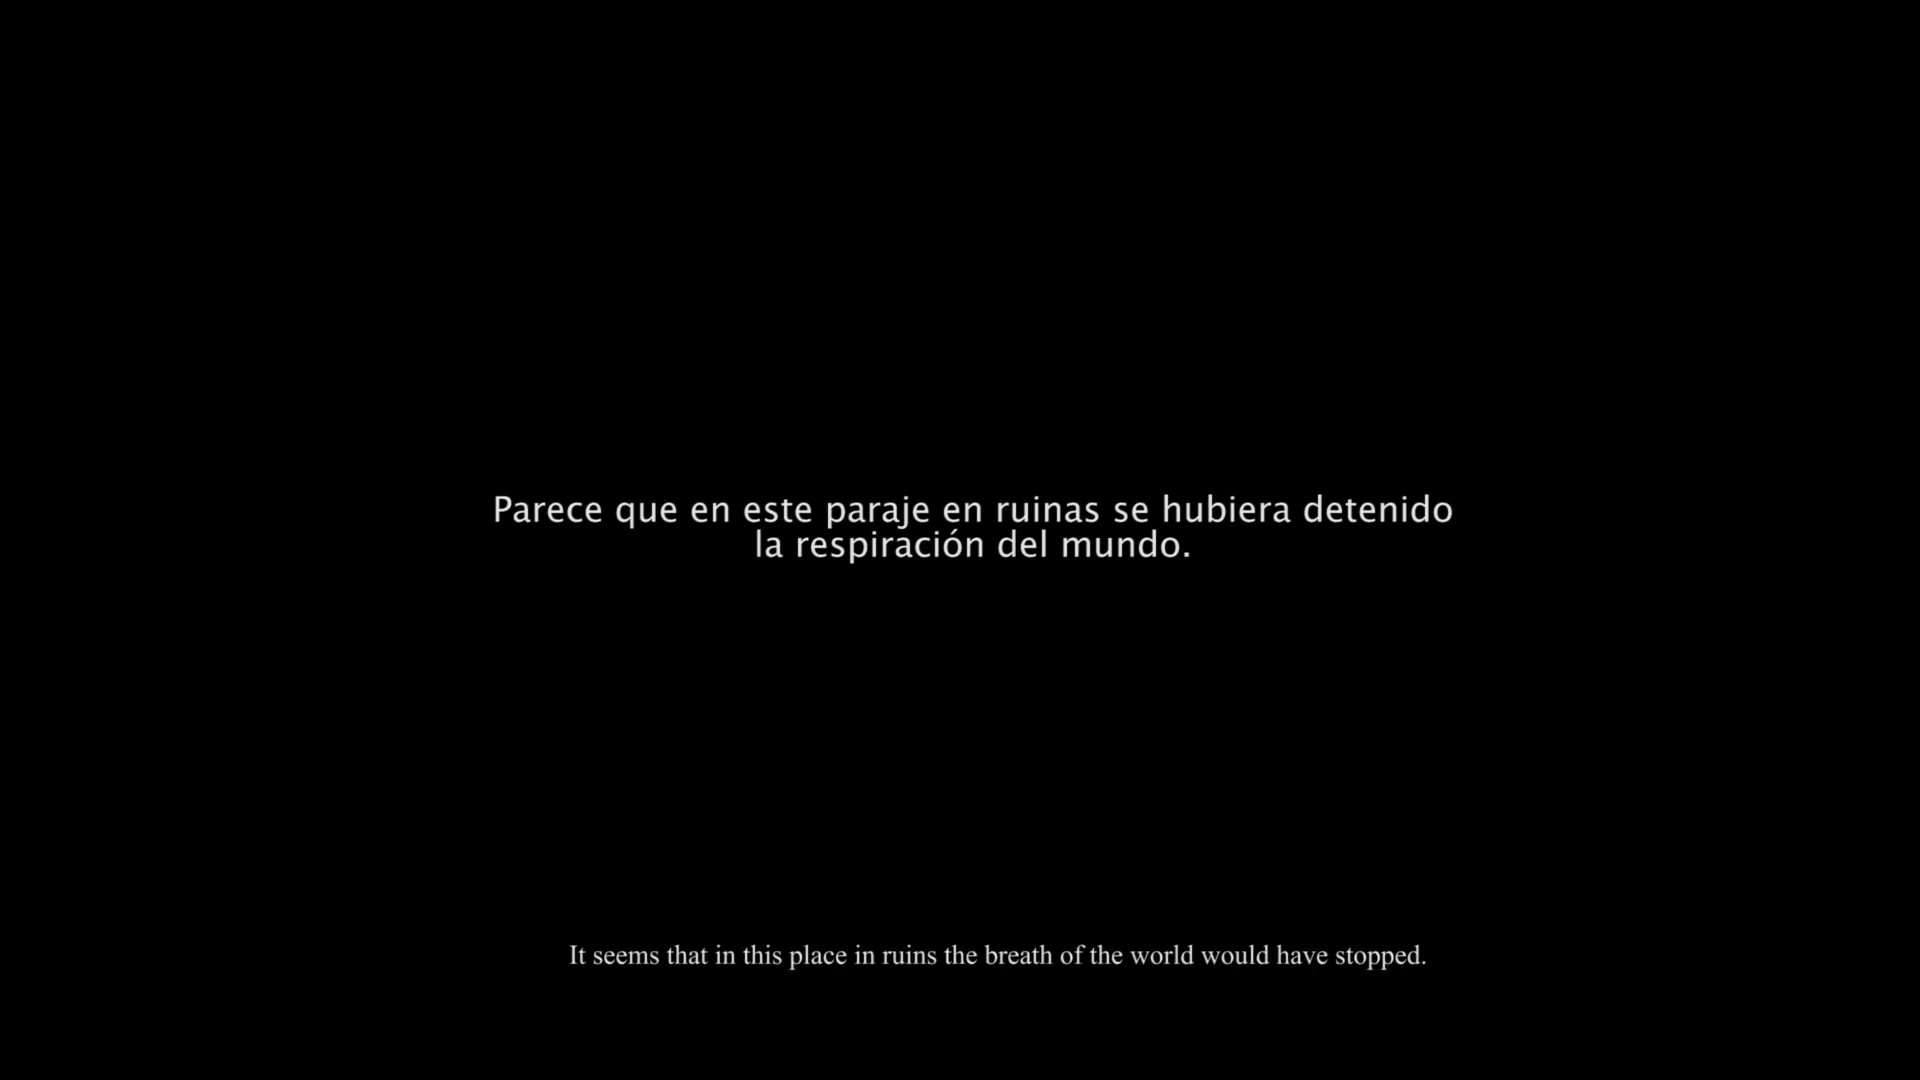 Parece que en este paraje en ruinas se hubiera detenido
la respiración del mundo.
It seems that in this place in ruins the breath of the world would have stopped.